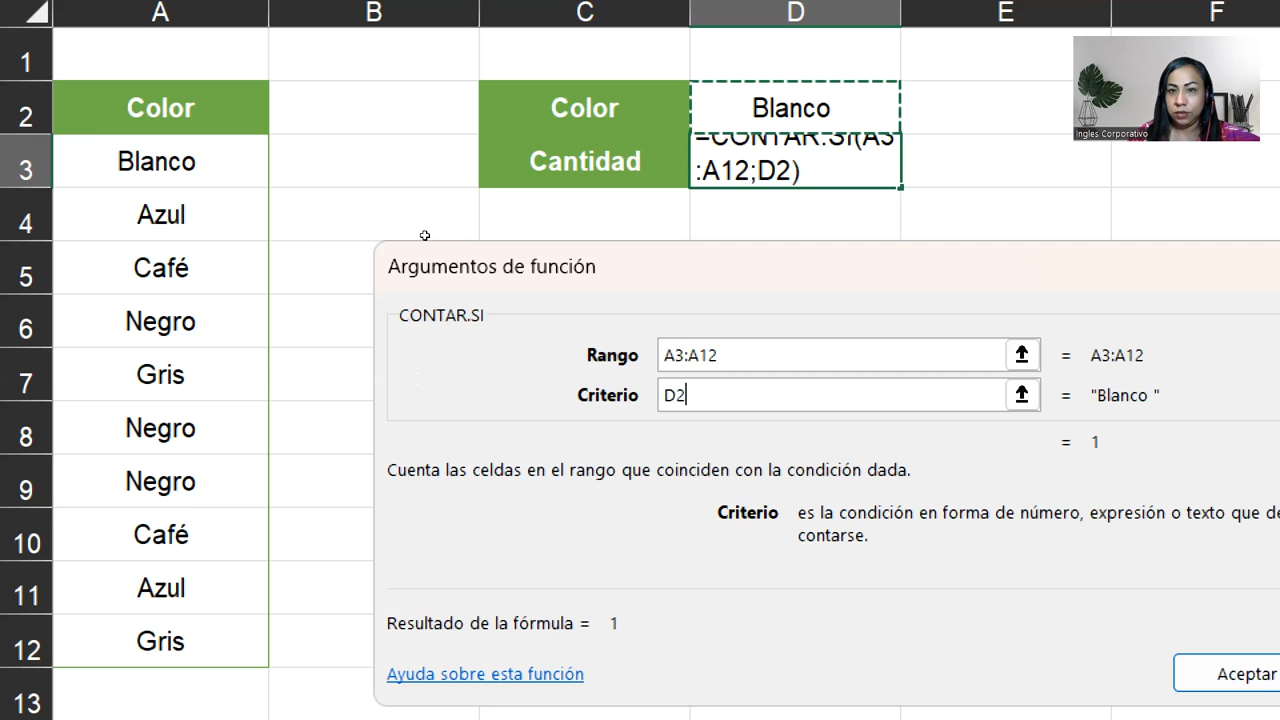 A B C D E F
1
2 Color Color Blanco
3 Blanco Cantidad =CONTAR.SI(A3
:A12;D2)
4 Azul
5 Café
6 Negro
7 Gris
8 Negro
9 Negro
10 Café
11 Azul
12 Gris
13
Ingles Corporativo
Argumentos de función
CONTAR.SI
Rango A3:A12 = A3:A12
Criterio D2 = "Blanco "
= 1
Cuenta las celdas en el rango que coinciden con la condición dada.
Criterio es la condición en forma de número, expresión o texto que de
contarse.
Resultado de la fórmula = 1
Ayuda sobre esta función
Aceptar